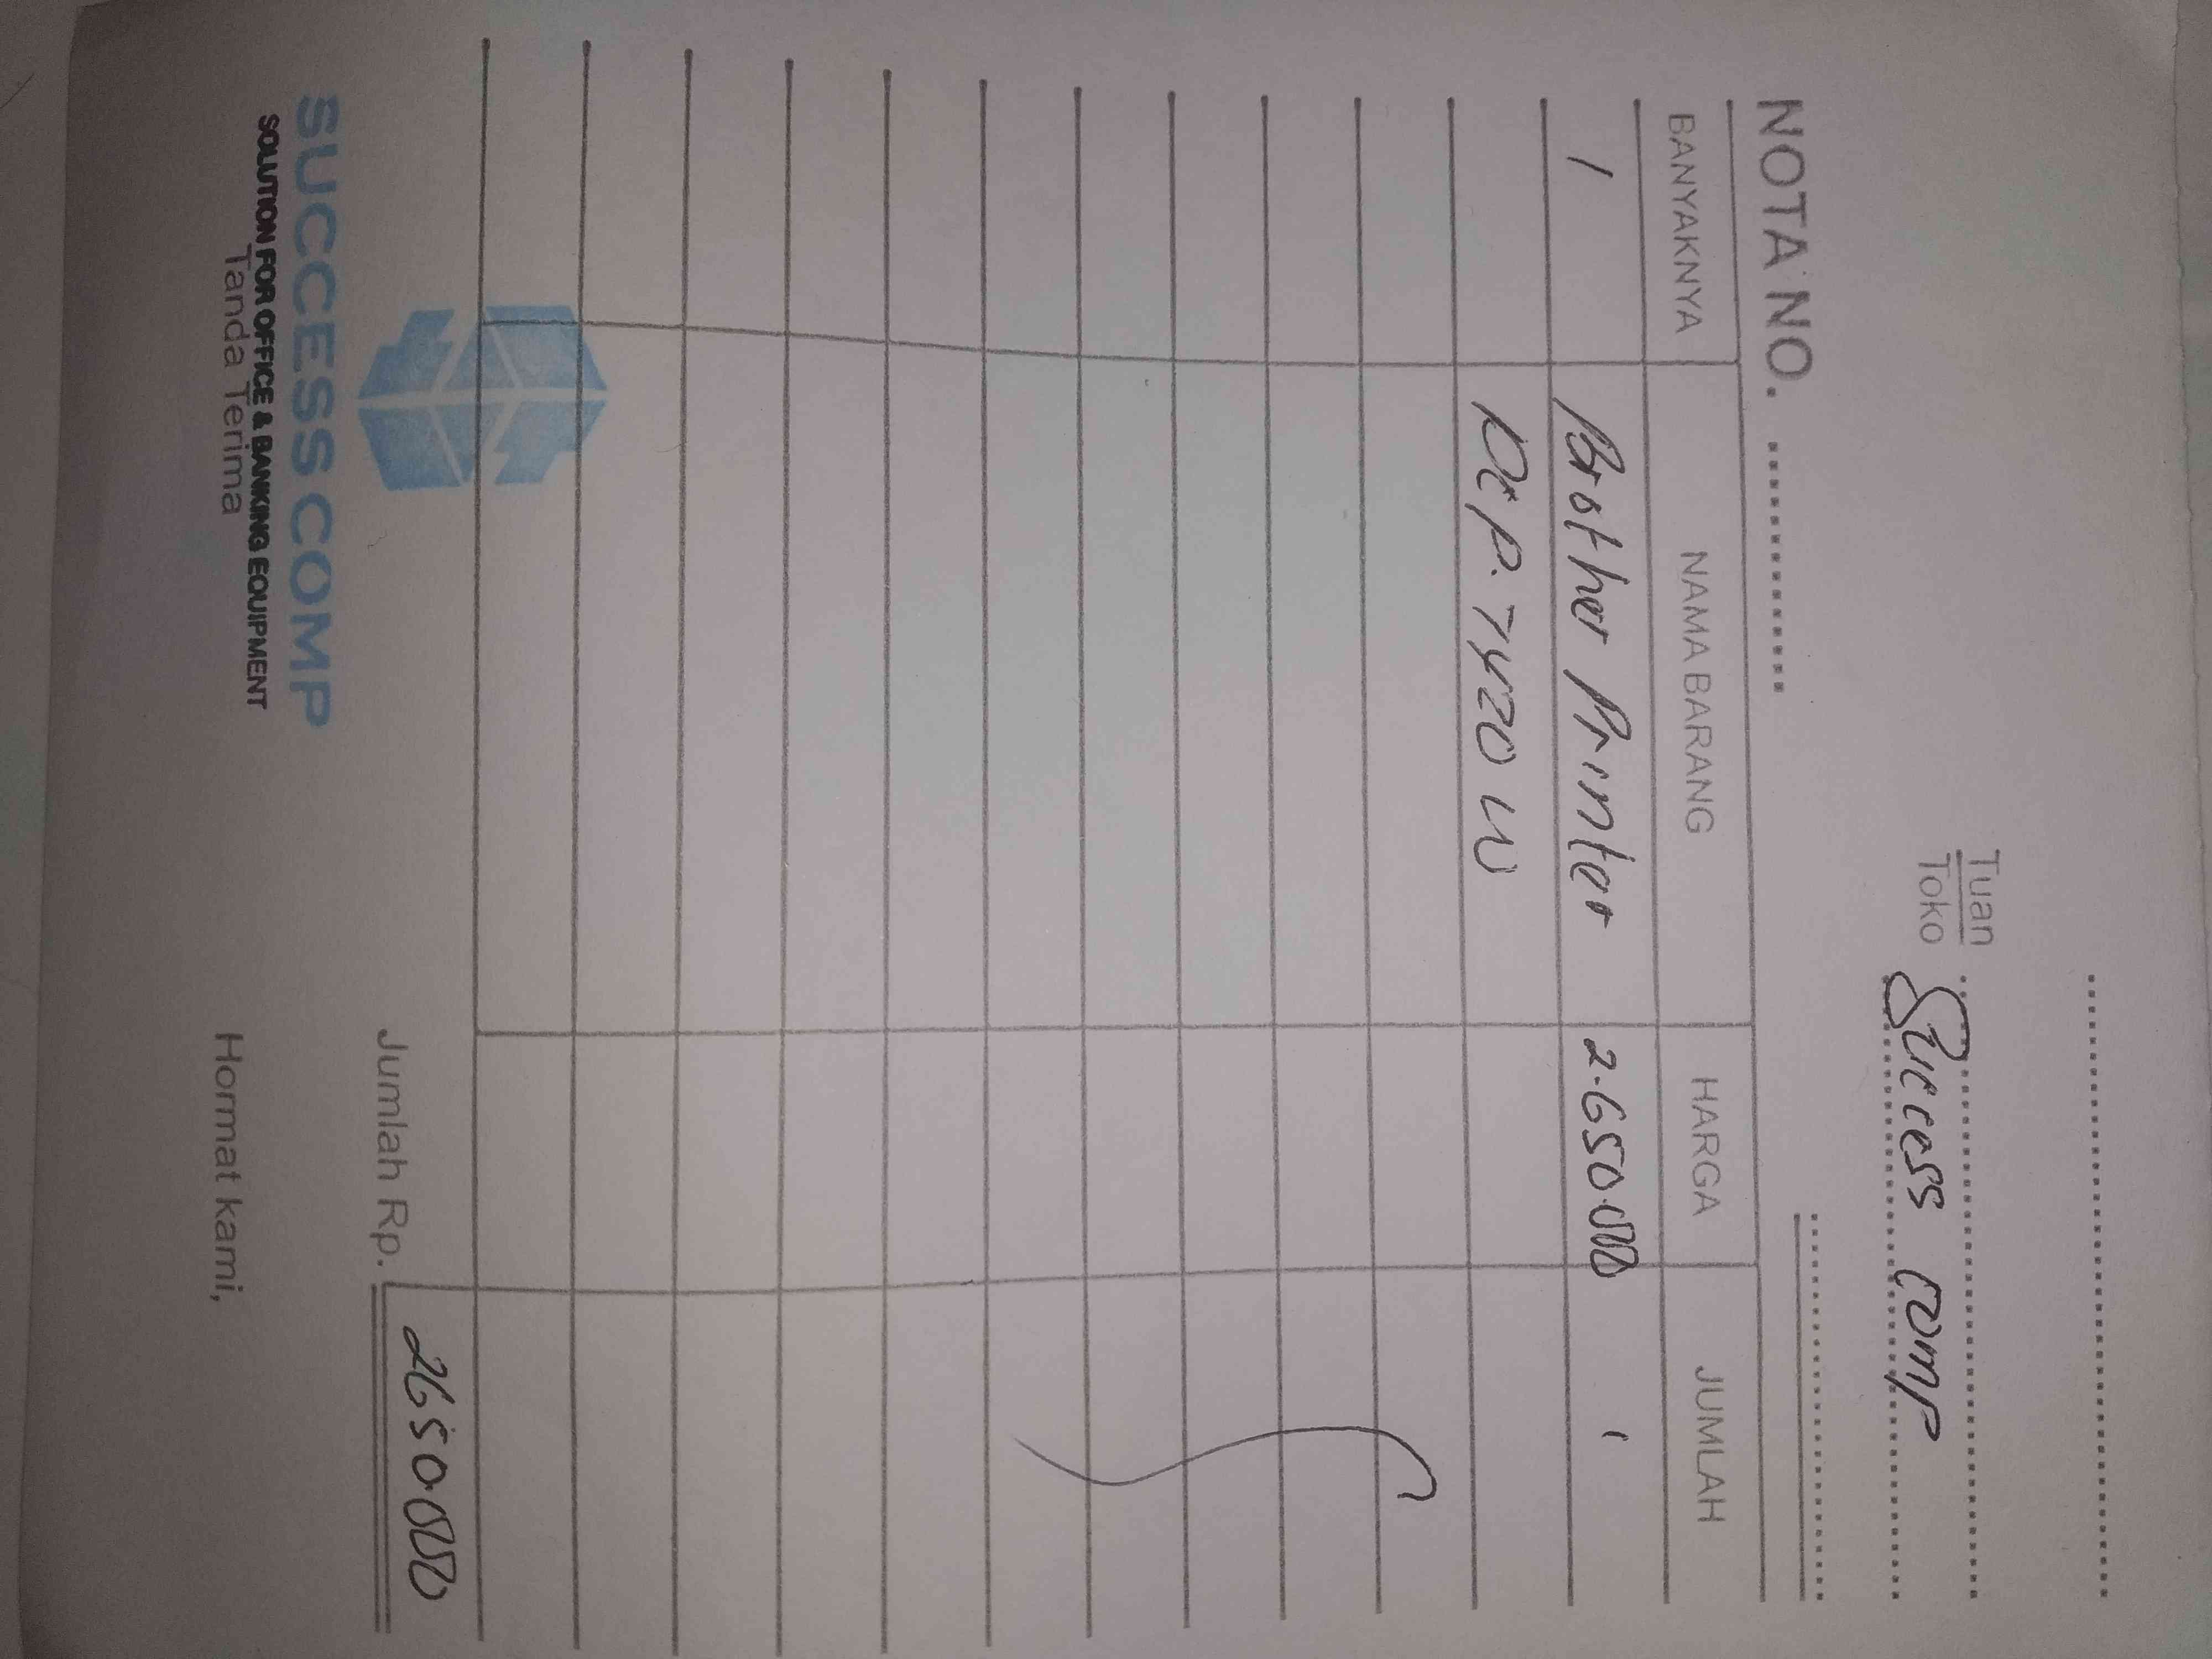 Tuan
Toko Success comp
NOTA NO.
BANYAKNYA NAMA BARANG HARGA JUMLAH
1 Brother Printer 2.650.000
DCP. T420 W
Jumlah Rp. 2650.000
SUCCESS COMP
SOLUTION FOR OFFICE & BANKING EQUIPMENT
Tanda Terima Hormat kami,